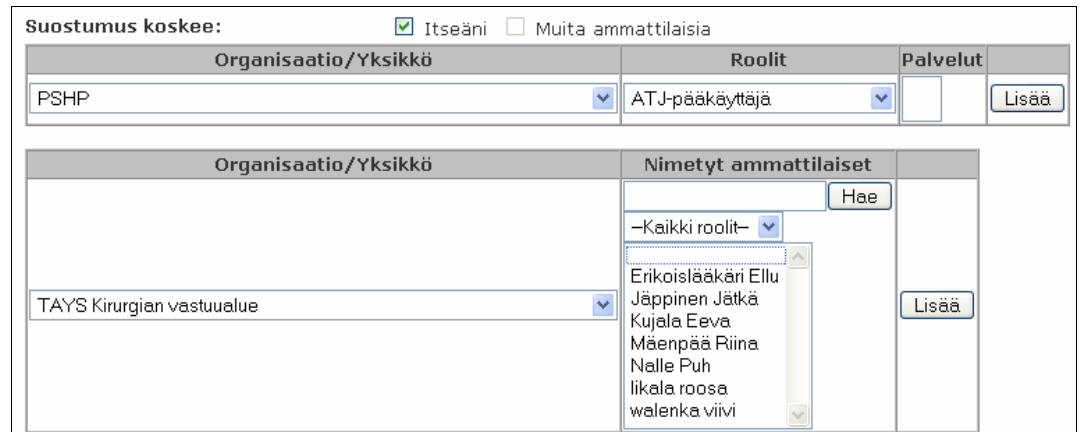 Suostumus koskee: Itseäni Muita ammattilaisia
Organisaatio/Yksikkö Roolit Palvelut
PSHP ATJ-pääkäyttäjä Lisää
Organisaatio/Yksikkö Nimetyt ammattilaiset
Hae
–Kaikki roolit–
Erikoislääkäri Ellu
Jäppinen Jätkä
TAYS Kirurgian vastuualue Lisää
Kujala Eeva
Mäenpää Riina
Nalle Puh
likala roosa
walenka viivi